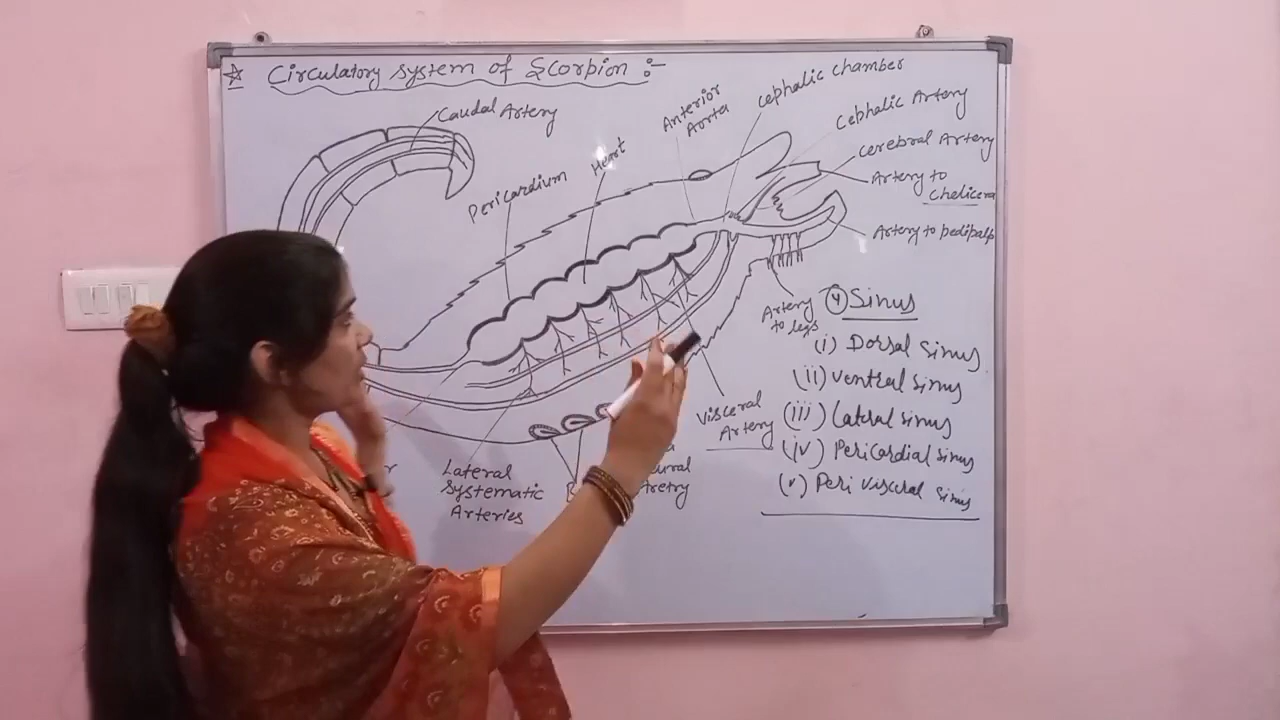 ☆ Circulatory system of Scorpion :-
Caudal Artery
Pericardium
Heart
Anterior
Aorta
cephalic chamber
Cephalic Artery
Cerebral Artery
Artery to
chelicera
Artery to pedipalp
Artery
to legs
Visceral
Artery
Lateral
Systematic
Arteries
(4) Sinus
(i) Dorsal Sinus
(ii) ventral sinus
(iii) Lateral sinus
(iv) Pericardial sinus
(v) Peri visceral sinus